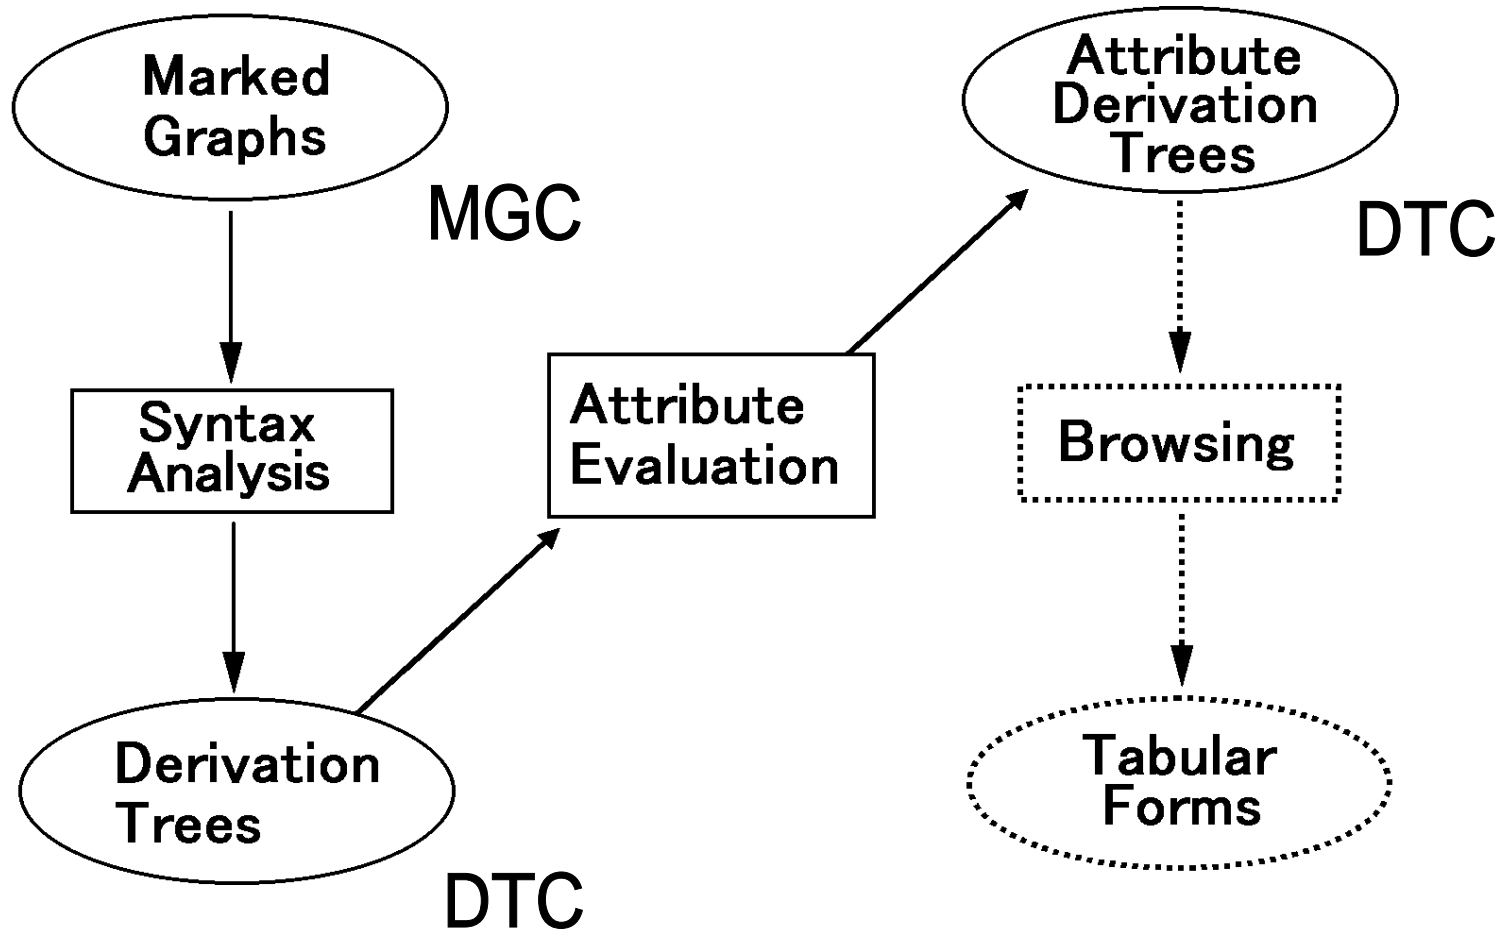 Marked
Graphs
MGC
Syntax
Analysis
Derivation
Trees
DTC
Attribute
Evaluation
Attribute
Derivation
Trees
DTC
Browsing
Tabular
Forms